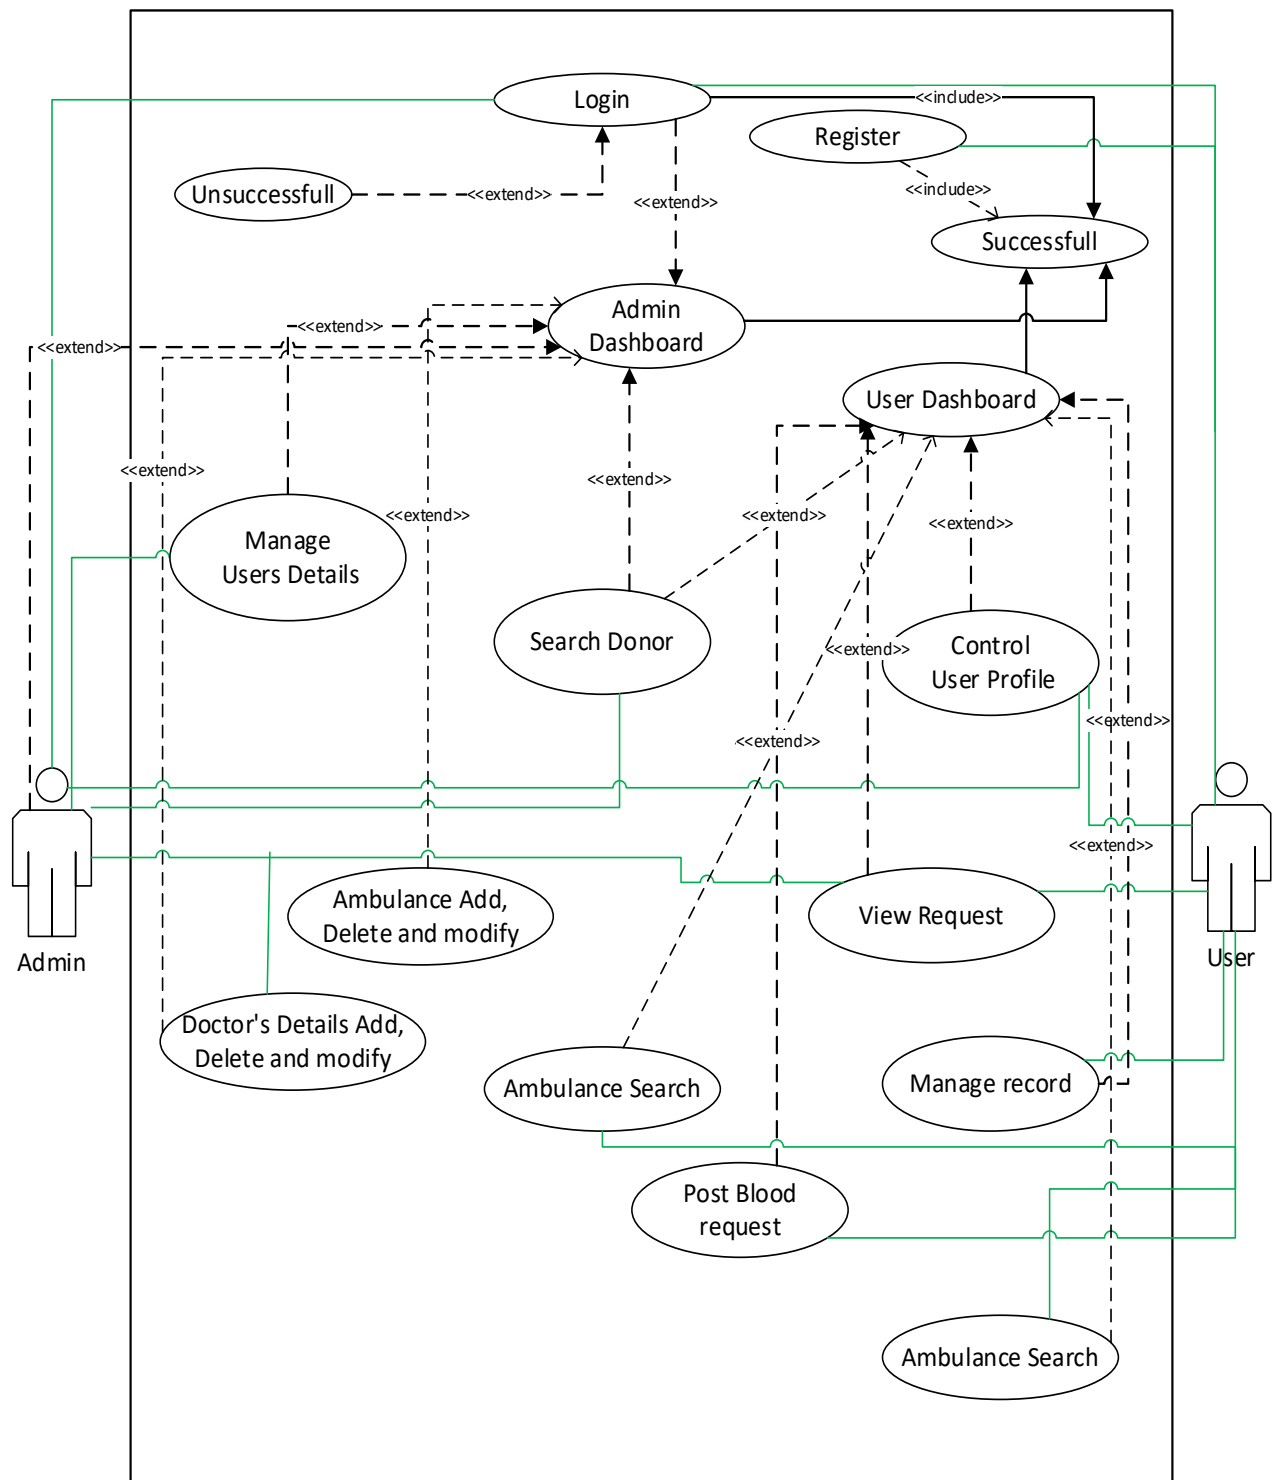 Login
<<include>>
Register
Unsuccessfull
<<extend>>
<<extend>>
<<include>>
Successfull
Admin
Dashboard
<<extend>>
<<extend>>
User Dashboard
<<extend>>
<<extend>>
<<extend>>
<<extend>>
<<extend>>
Manage
Users Details
Search Donor
<<extend>>
Control
User Profile
<<extend>>
<<extend>>
<<extend>>
<<extend>>
Ambulance Add,
Delete and modify
View Request
Admin
User
Doctor's Details Add,
Delete and modify
Ambulance Search
Manage record
Post Blood
request
Ambulance Search